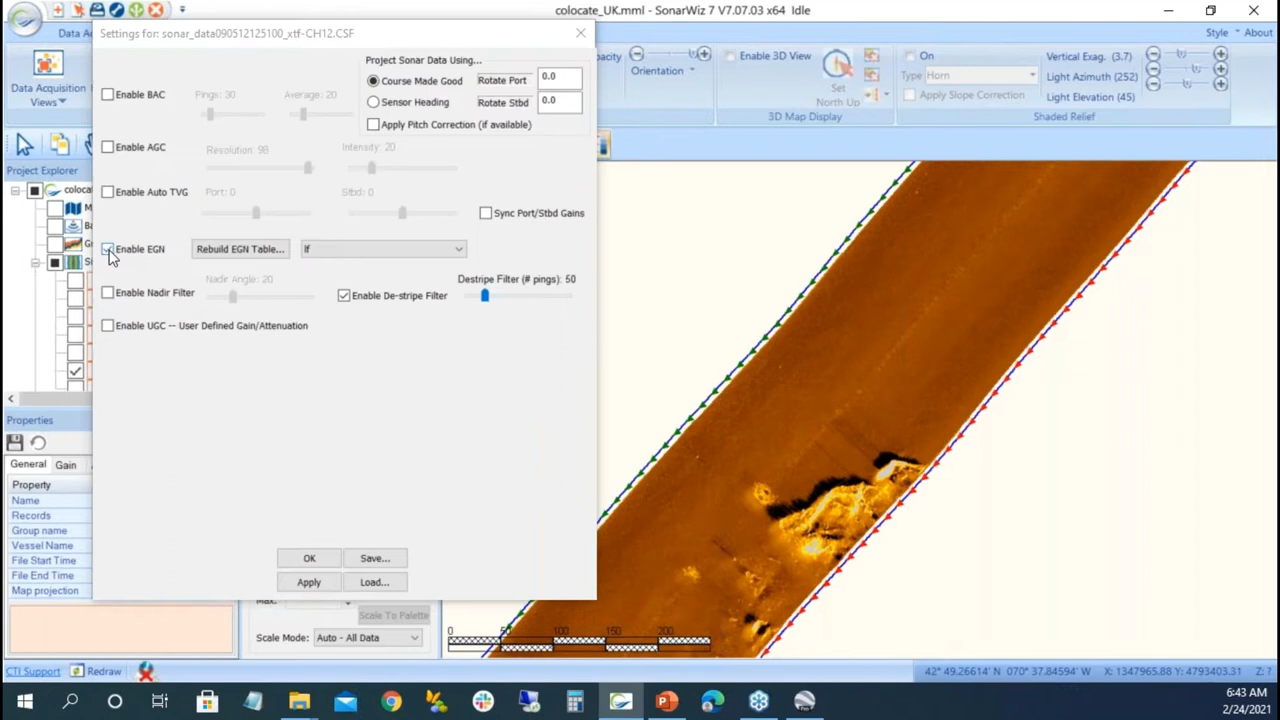 colocate_UK.mml - SonarWiz 7 V7.07.03 x64 Idle
Style
About
Data Ac
Settings for: sonar_data090512125100_xtf-CH12.CSF
Data Acquisition
Views
Enable BAC
Pings: 30
Average: 20
Project Sonar Data Using...
Course Made Good
Rotate Port
0.0
Sensor Heading
Rotate Stbd
0.0
Apply Pitch Correction (if available)
Enable AGC
Resolution: 98
Intensity: 20
Enable Auto TVG
Port: 0
Stbd: 0
Sync Port/Stbd Gains
Enable EGN
Rebuild EGN Table...
lf
Enable Nadir Filter
Nadir Angle: 20
Enable De-stripe Filter
Destripe Filter (# pings): 50
Enable UGC -- User Defined Gain/Attenuation
OK
Save...
Apply
Load...
pacity
Orientation
Enable 3D View
Set
North Up
3D Map Display
On
Type
Horn
Apply Slope Correction
Vertical Exag. (3.7)
Light Azimuth (252)
Light Elevation (45)
Shaded Relief
Project Explorer
coloca
M
Ba
Gr
Si
Properties
General
Gain
Property
Name
Records
Group name
Vessel Name
File Start Time
File End Time
Map projection
Max:
Scale To Palette
Scale Mode:
Auto - All Data
0
50
100
150
200
CTI Support
Redraw
42° 49.26614' N 070° 37.84594' W
X: 1347965.88 Y: 4793403.31
Z: ?
6:43 AM
2/24/2021